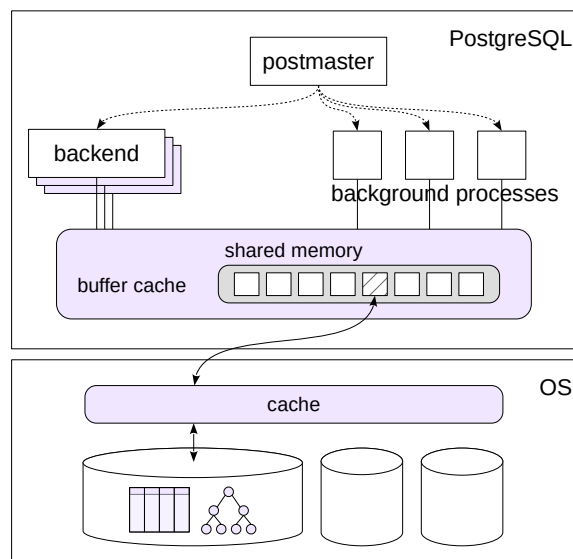 PostgreSQL
postmaster
backend
background processes
shared memory
buffer cache
OS
cache